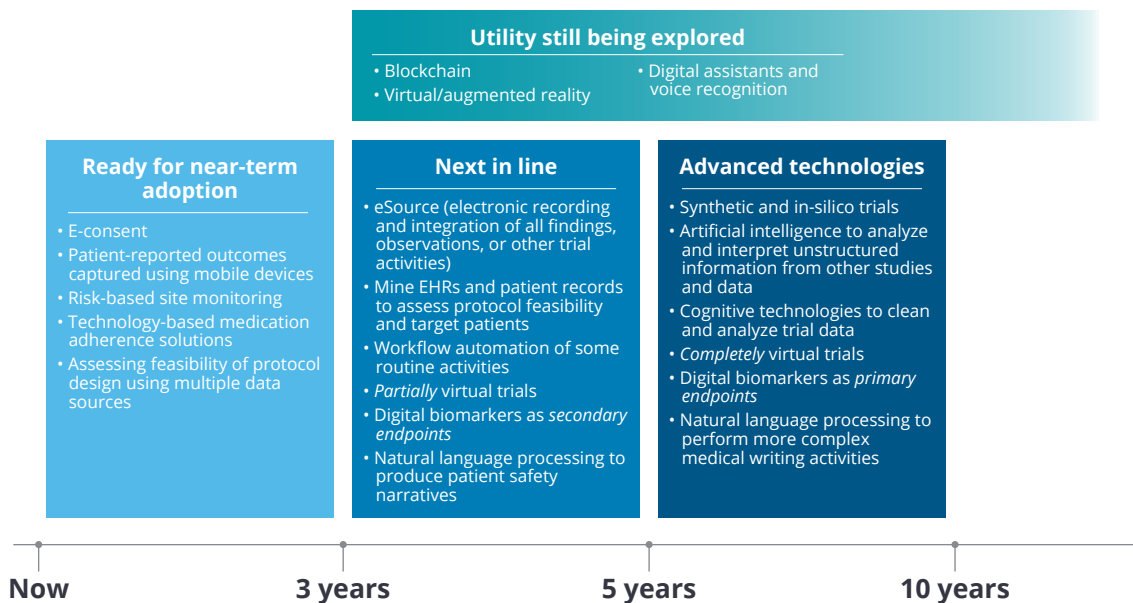 Utility still being explored
• Blockchain
• Virtual/augmented reality
• Digital assistants and
voice recognition
Ready for near-term
adoption
• E-consent
• Patient-reported outcomes
captured using mobile devices
• Risk-based site monitoring
• Technology-based medication
adherence solutions
• Assessing feasibility of protocol
design using multiple data
sources
Next in line
• eSource (electronic recording
and integration of all findings,
observations, or other trial
activities)
• Mine EHRs and patient records
to assess protocol feasibility
and target patients
• Workflow automation of some
routine activities
• Partially virtual trials
• Digital biomarkers as secondary
endpoints
• Natural language processing to
produce patient safety
narratives
Advanced technologies
• Synthetic and in-silico trials
• Artificial intelligence to analyze
and interpret unstructured
information from other studies
and data
• Cognitive technologies to clean
and analyze trial data
• Completely virtual trials
• Digital biomarkers as primary
endpoints
• Natural language processing to
perform more complex
medical writing activities
Now
3 years
5 years
10 years